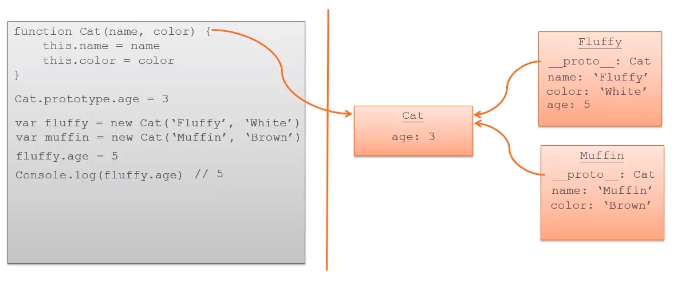 function Cat(name, color) {
this.name = name
this.color = color
}
Cat.prototype.age = 3
var fluffy = new Cat(‘Fluffy’, ‘White’)
var muffin = new Cat(‘Muffin’, ‘Brown’)
fluffy.age = 5
Console.log(fluffy.age) // 5
Cat
age: 3
Fluffy
__proto__: Cat
name: ‘Fluffy’
color: ‘White’
age: 5
Muffin
__proto__: Cat
name: ‘Muffin’
color: ‘Brown’